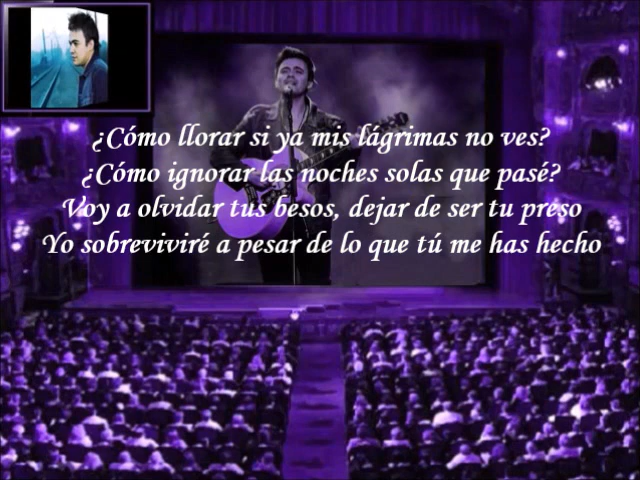 ¿Cómo llorar si ya mis lágrimas no ves?
¿Cómo ignorar las noches solas que pasé?
Voy a olvidar tus besos, dejar de ser tu preso
Yo sobreviviré a pesar de lo que tú me has hecho